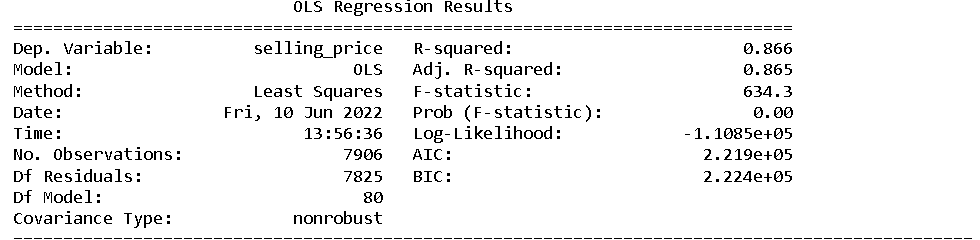 OLS Regression Results
==========================================================================
Dep. Variable: selling_price R-squared: 0.866
Model: OLS Adj. R-squared: 0.865
Method: Least Squares F-statistic: 634.3
Date: Fri, 10 Jun 2022 Prob (F-statistic): 0.00
Time: 13:56:36 Log-Likelihood: -1.1085e+05
No. Observations: 7906 AIC: 2.219e+05
Df Residuals: 7825 BIC: 2.224e+05
Df Model: 80
Covariance Type: nonrobust
============================================================================================